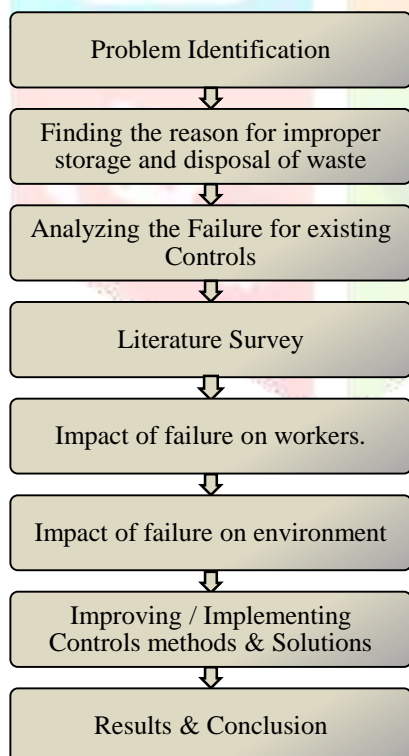 Problem Identification
Finding the reason for improper
storage and disposal of waste
Analyzing the Failure for existing
Controls
Literature Survey
Impact of failure on workers.
Impact of failure on environment
Improving / Implementing
Controls methods & Solutions
Results & Conclusion